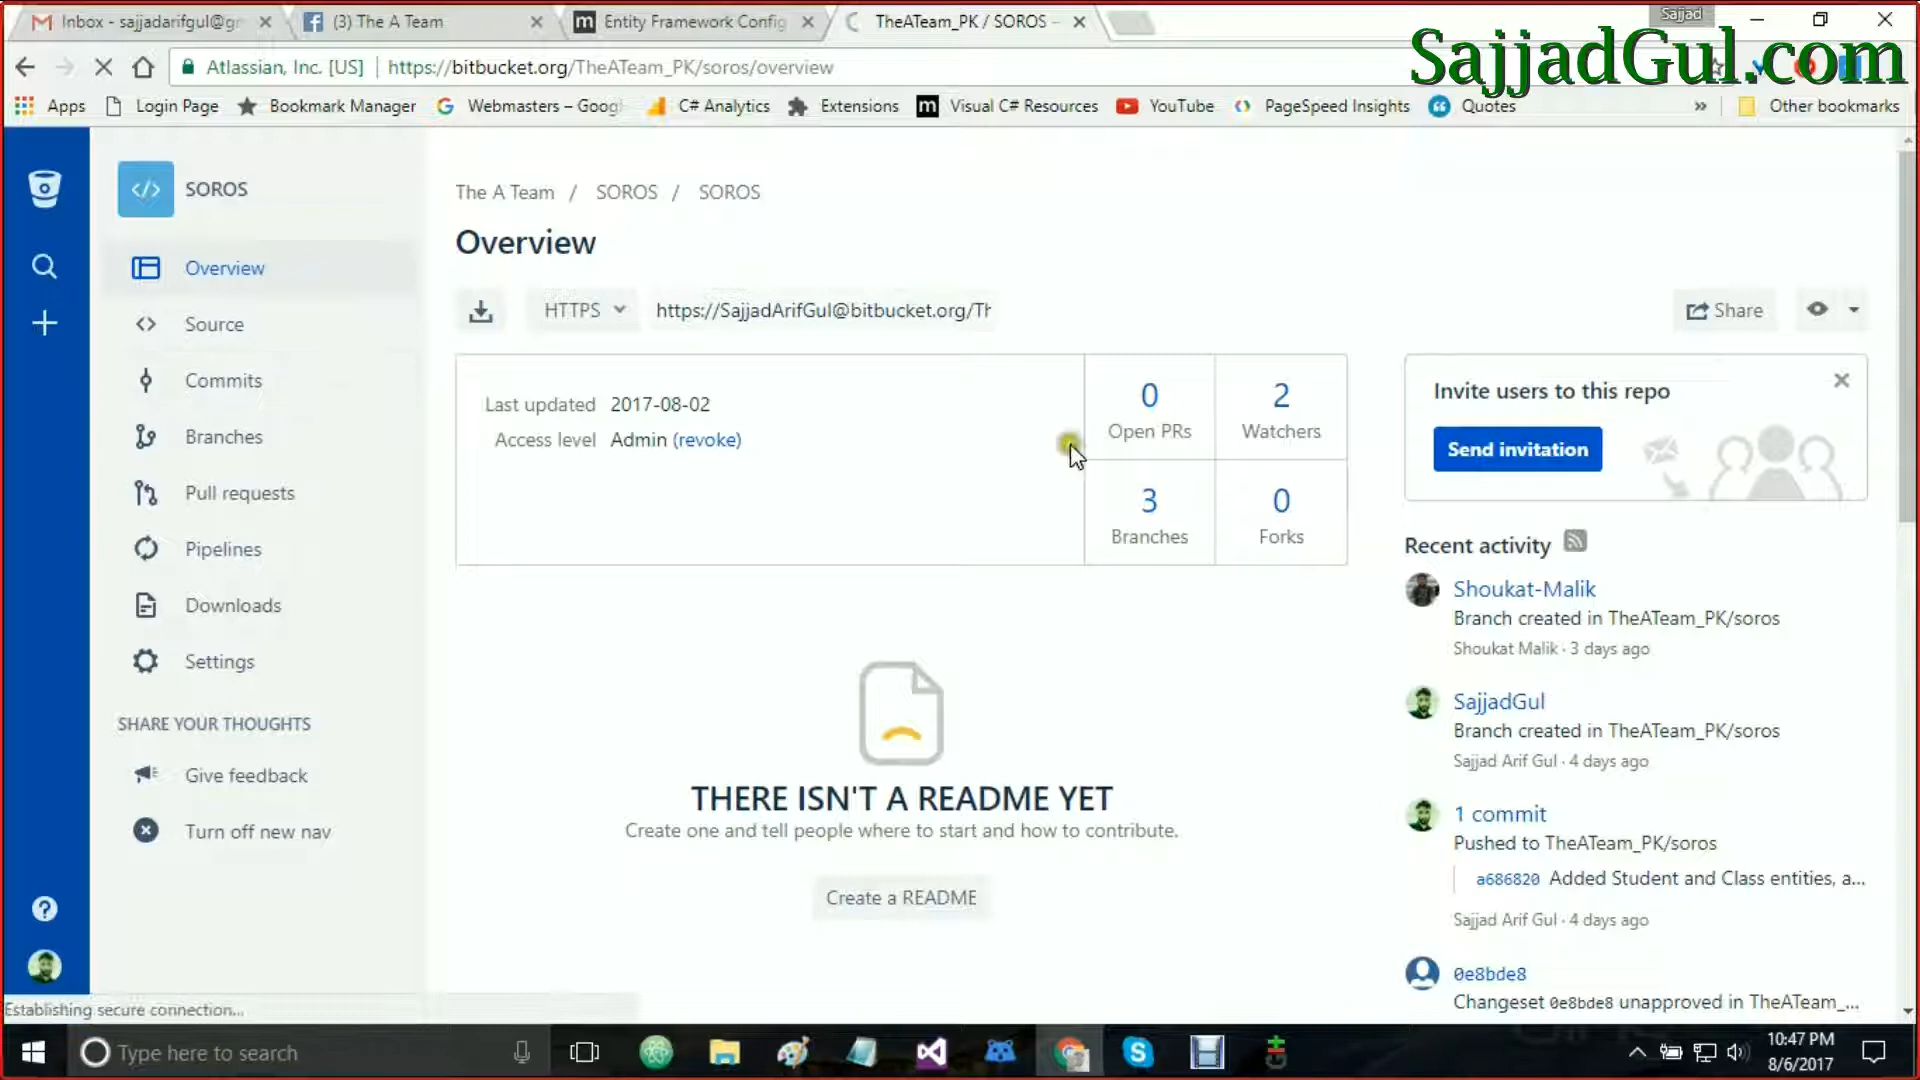 Inbox - sajjadarifgul@gr
(3) The A Team
Entity Framework Config
TheATeam_PK / SOROS –
Sajjad
SajjadGul.com
Atlassian, Inc. [US]
https://bitbucket.org/TheATeam_PK/soros/overview
Apps
Login Page
Bookmark Manager
Webmasters – Googl
C# Analytics
Extensions
Visual C# Resources
YouTube
PageSpeed Insights
Quotes
»
Other bookmarks
SOROS
Overview
Source
Commits
Branches
Pull requests
Pipelines
Downloads
Settings
SHARE YOUR THOUGHTS
Give feedback
Turn off new nav
The A Team / SOROS / SOROS
Overview
HTTPS
https://SajjadArifGul@bitbucket.org/Th
Share
Last updated 2017-08-02
Access level Admin (revoke)
0
Open PRs
2
Watchers
3
Branches
0
Forks
THERE ISN'T A README YET
Create one and tell people where to start and how to contribute.
Create a README
Invite users to this repo
Send invitation
Recent activity
Shoukat-Malik
Branch created in TheATeam_PK/soros
Shoukat Malik · 3 days ago
SajjadGul
Branch created in TheATeam_PK/soros
Sajjad Arif Gul · 4 days ago
1 commit
Pushed to TheATeam_PK/soros
a686820 Added Student and Class entities, a...
Sajjad Arif Gul · 4 days ago
0e8bde8
Changeset 0e8bde8 unapproved in TheATeam_...
Establishing secure connection...
Type here to search
10:47 PM
8/6/2017